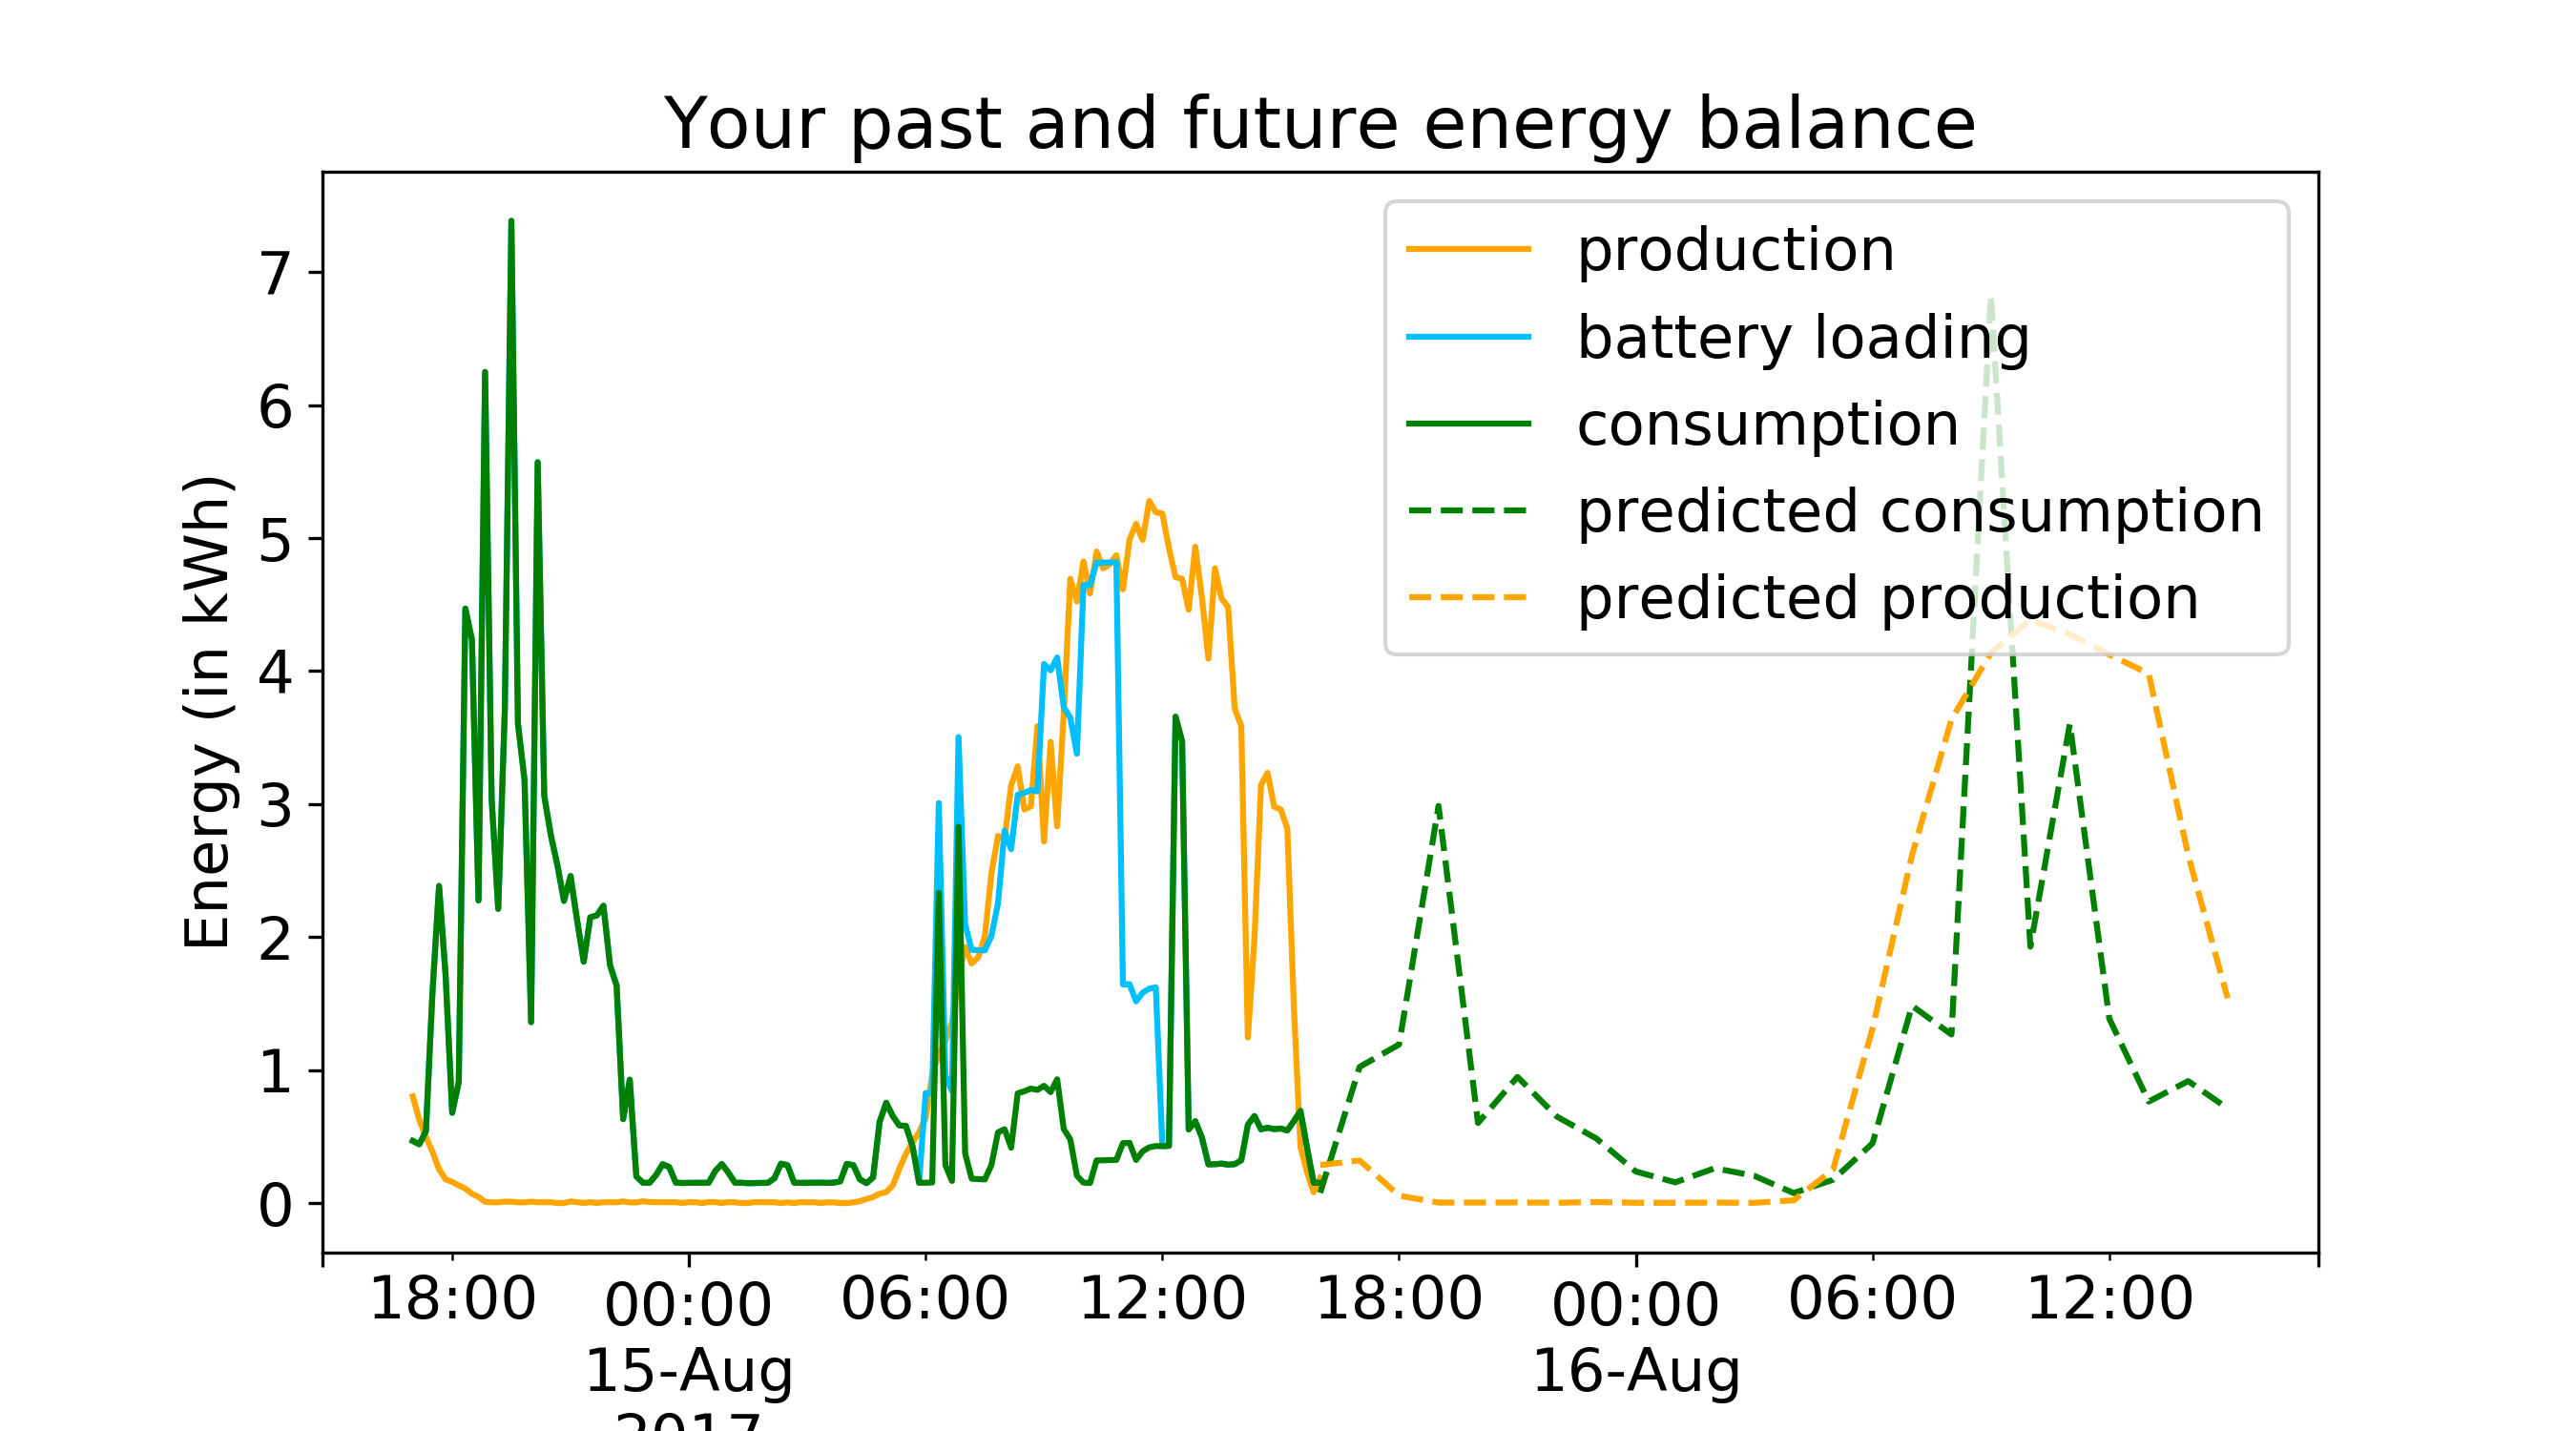 Your past and future energy balance
Energy (in kWh)
7
6
5
4
3
2
1
0
production
battery loading
consumption
predicted consumption
predicted production
18:00
00:00
06:00
12:00
18:00
00:00
06:00
12:00
15-Aug
16-Aug
2017